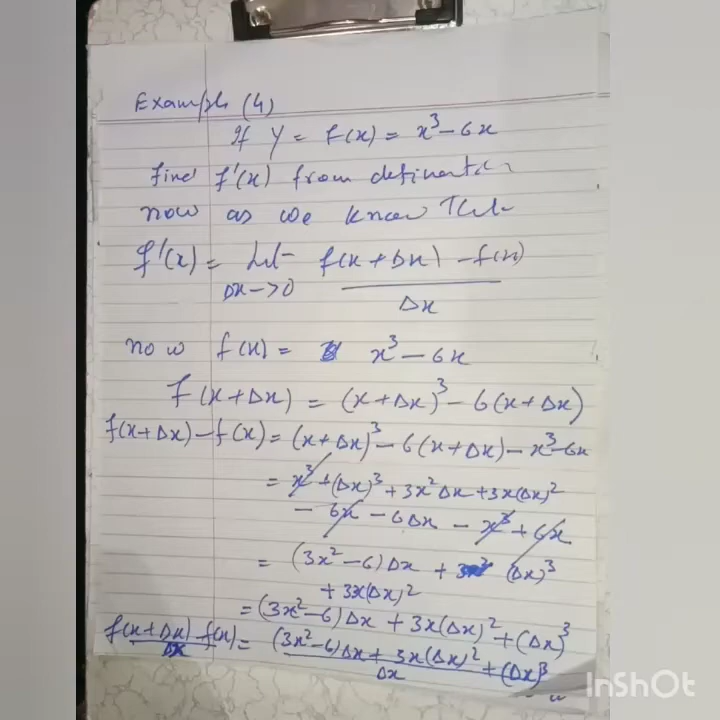 Example (4)
If y = f(x) = x³ − 6x
find f'(x) from defination
now as we know That
f'(x) = Lt f(x + Δx) − f(x)
Δx −> 0 Δx
now f(x) = x³ − 6x
f(x + Δx) = (x + Δx)³ − 6(x + Δx)
f(x + Δx) − f(x) = (x + Δx)³ − 6(x + Δx) − x³ − 6x
= x³ + (Δx)³ + 3x²Δx + 3x(Δx)²
− 6x − 6Δx − x³ + 6x
= (3x² − 6)Δx + (Δx)³
+ 3x(Δx)²
= (3x² − 6)Δx + 3x(Δx)² + (Δx)³
f(x + Δx) − f(x) = (3x² − 6)Δx + 3x(Δx)² + (Δx)³
Δx Δx
InShOt